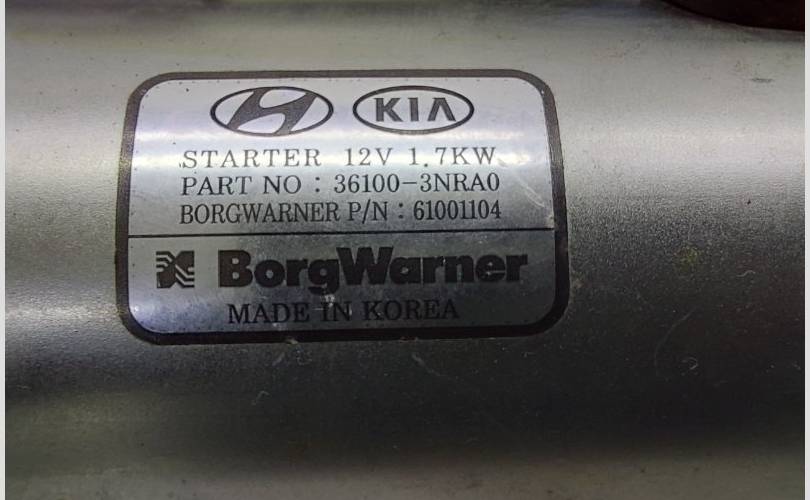 KIA
STARTER 12V 1.7KW
PART NO : 36100-3NRA0
BORGWARNER P/N : 61001104
BorgWarner
MADE IN KOREA